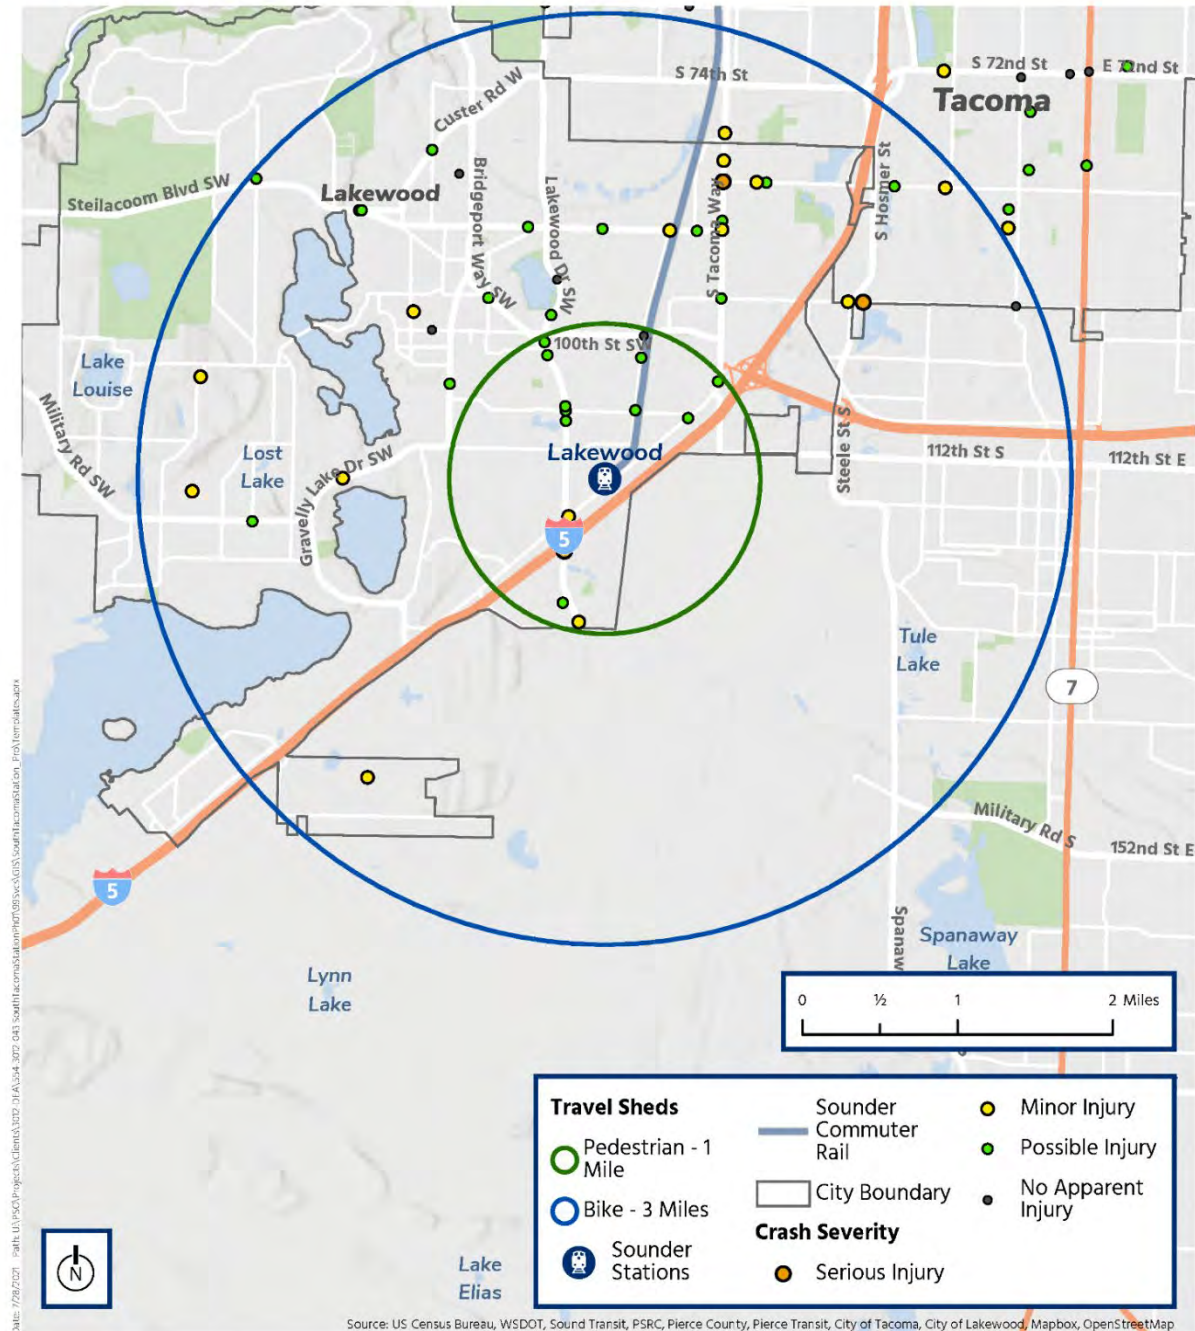 S 72nd St
E 72nd St
S 74th St
Tacoma
Custer Rd W
S Hosmer St
Steilacoom Blvd SW
Lakewood
Bridgeport Way SW
Lakewood Dr SW
S Tacoma Way
100th St SW
Lake
Louise
Military Rd SW
Lost
Lake
Gravelly Lake Dr SW
Lakewood
112th St S
112th St E
Steele St S
5
Tule
Lake
7
Military Rd S
152nd St E
5
Spanaw
Spanaway
Lake
Lynn
Lake
0 ½ 1 2 Miles
Travel Sheds
Pedestrian - 1
Mile
Bike - 3 Miles
Sounder
Stations
Sounder
Commuter
Rail
City Boundary
Crash Severity
Serious Injury
Minor Injury
Possible Injury
No Apparent
Injury
N
Lake
Elias
Source: US Census Bureau, WSDOT, Sound Transit, PSRC, Pierce County, Pierce Transit, City of Tacoma, City of Lakewood, Mapbox, OpenStreetMap